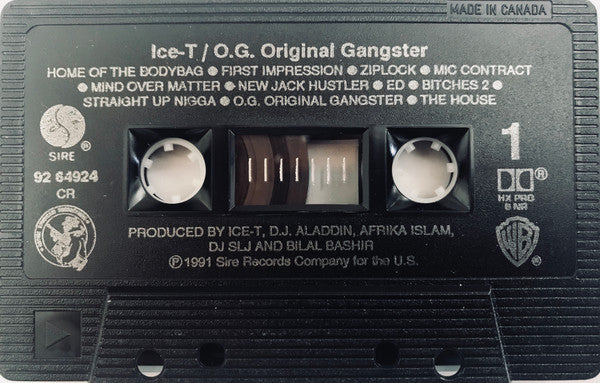 MADE IN CANADA
Ice-T / O.G. Original Gangster
HOME OF THE BODYBAG ● FIRST IMPRESSION ● ZIPLOCK ● MIC CONTRACT
● MIND OVER MATTER ● NEW JACK HUSTLER ● ED ● BITCHES 2 ●
STRAIGHT UP NIGGA ● O.G. ORIGINAL GANGSTER ● THE HOUSE
S
SIRE ®
92 64924
CR
1
®
HX PRO
B NR
WB
®
PRODUCED BY ICE-T, D.J. ALADDIN, AFRIKA ISLAM,
DJ SLJ AND BILAL BASHIR
℗ 1991 Sire Records Company for the U.S.